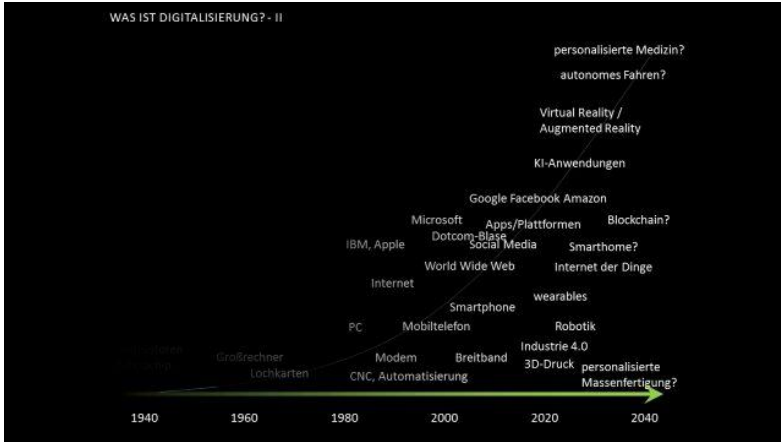 WAS IST DIGITALISIERUNG? - II
personalisierte Medizin?
autonomes Fahren?
Virtual Reality /
Augmented Reality
KI-Anwendungen
Google Facebook Amazon
Microsoft
Apps/Plattformen
Blockchain?
Dotcom-Blase
IBM, Apple
Social Media
Smarthome?
World Wide Web
Internet der Dinge
Internet
wearables
Smartphone
PC
Mobiltelefon
Robotik
Industrie 4.0
Großrechner
Modem
Breitband
3D-Druck
Lochkarten
CNC, Automatisierung
personalisierte
Massenfertigung?
1940
1960
1980
2000
2020
2040